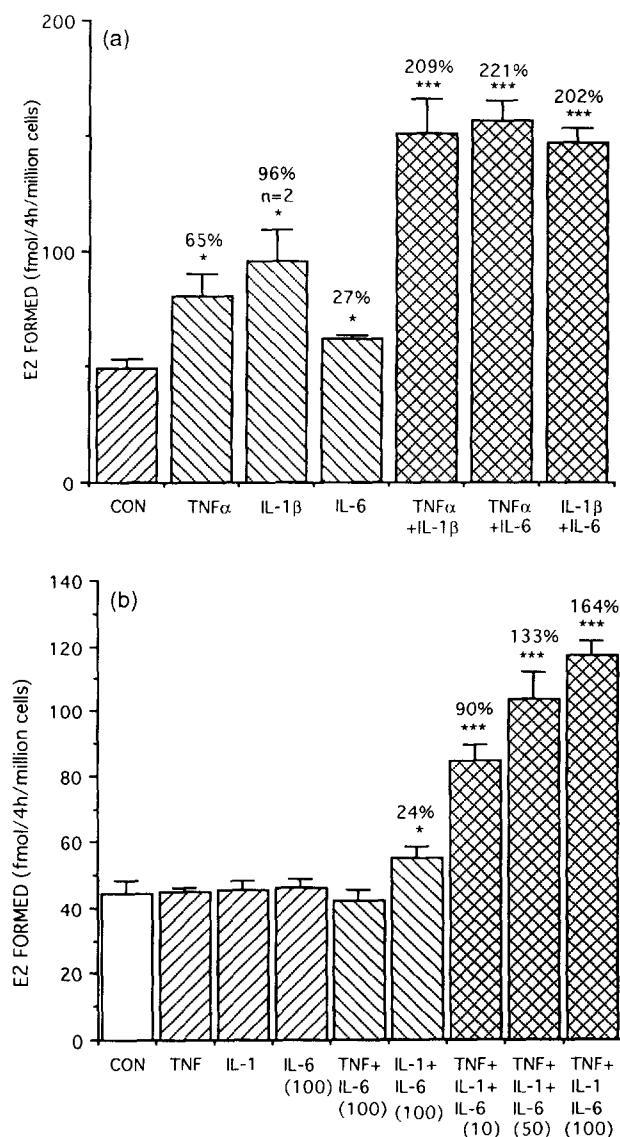 (a)
E2 FORMED (fmol/4h/million cells)
200
100
0
65%
*
96%
n=2
*
27%
*
209%
***
221%
***
202%
***
CON
TNFα
IL-1β
IL-6
TNFα
+IL-1β
TNFα
+IL-6
IL-1β
+IL-6
(b)
E2 FORMED (fmol/4h/million cells)
140
120
100
80
60
40
20
0
24%
*
90%
***
133%
***
164%
***
CON
TNF
IL-1
IL-6
(100)
TNF+
IL-6
(100)
IL-1+
IL-6
(100)
TNF+
IL-1+
IL-6
(10)
TNF+
IL-1+
IL-6
(50)
TNF+
IL-1
IL-6
(100)